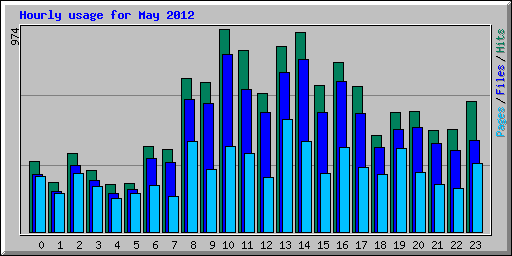 Hourly usage for May 2012
974
Pages/Files/Hits
0 1 2 3 4 5 6 7 8 9 10 11 12 13 14 15 16 17 18 19 20 21 22 23